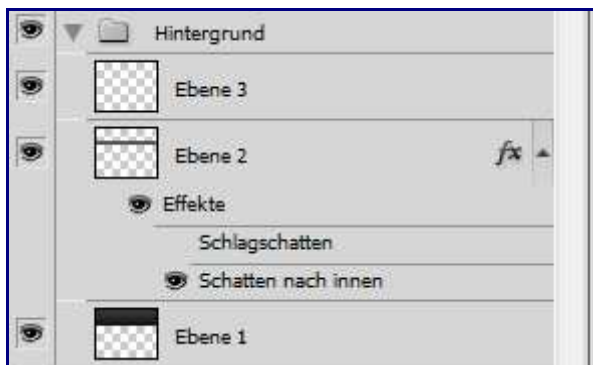 Hintergrund
Ebene 3
Ebene 2 fx
Effekte
Schlagschatten
Schatten nach innen
Ebene 1